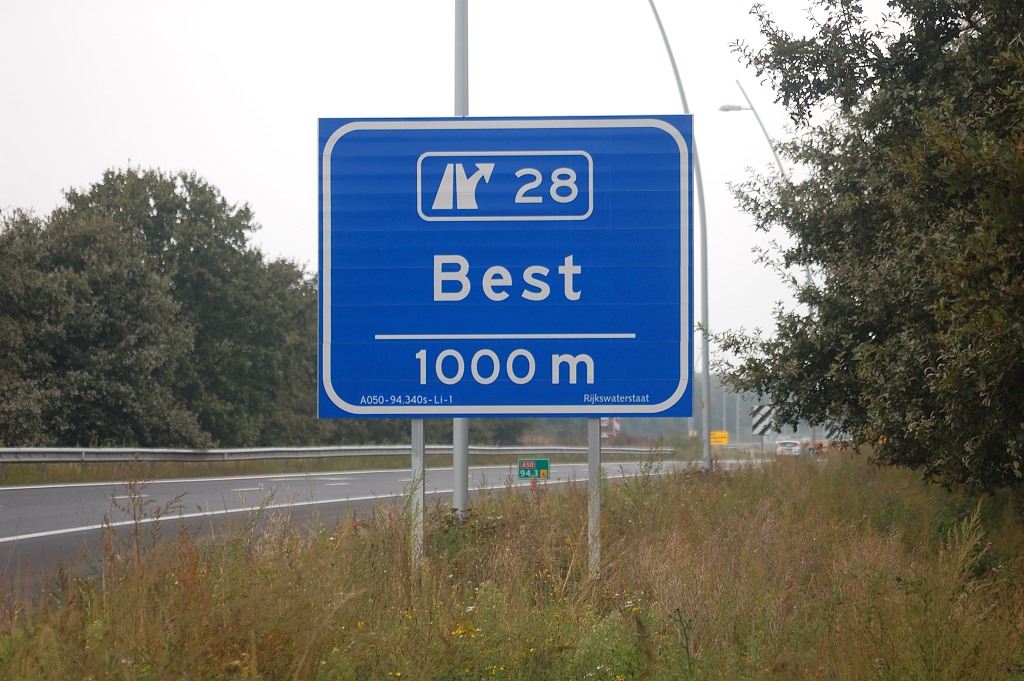 28
Best
1000 m
A050-94,340s-Li-1 Rijkswaterstaat
A50
94.3